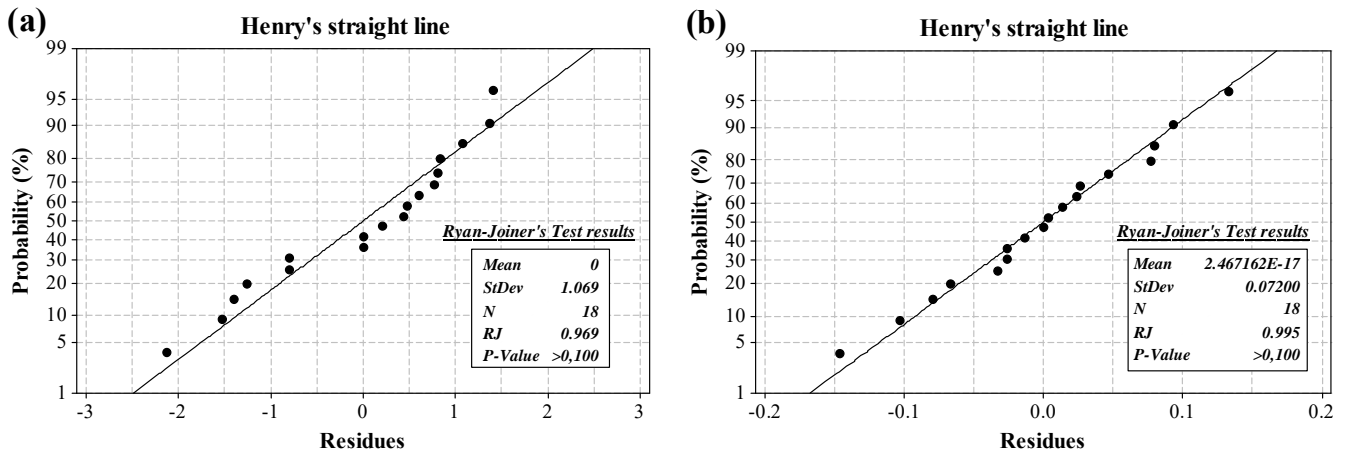 (a)
Henry's straight line
99
95
90
80
70
60
50
40
30
20
10
5
1
Probability (%)
-3 -2 -1 0 1 2 3
Residues
Ryan-Joiner's Test results
Mean 0
StDev 1.069
N 18
RJ 0.969
P-Value >0,100
(b)
Henry's straight line
99
95
90
80
70
60
50
40
30
20
10
5
1
Probability (%)
-0.2 -0.1 0.0 0.1 0.2
Residues
Ryan-Joiner's Test results
Mean 2.467162E-17
StDev 0.07200
N 18
RJ 0.995
P-Value >0,100